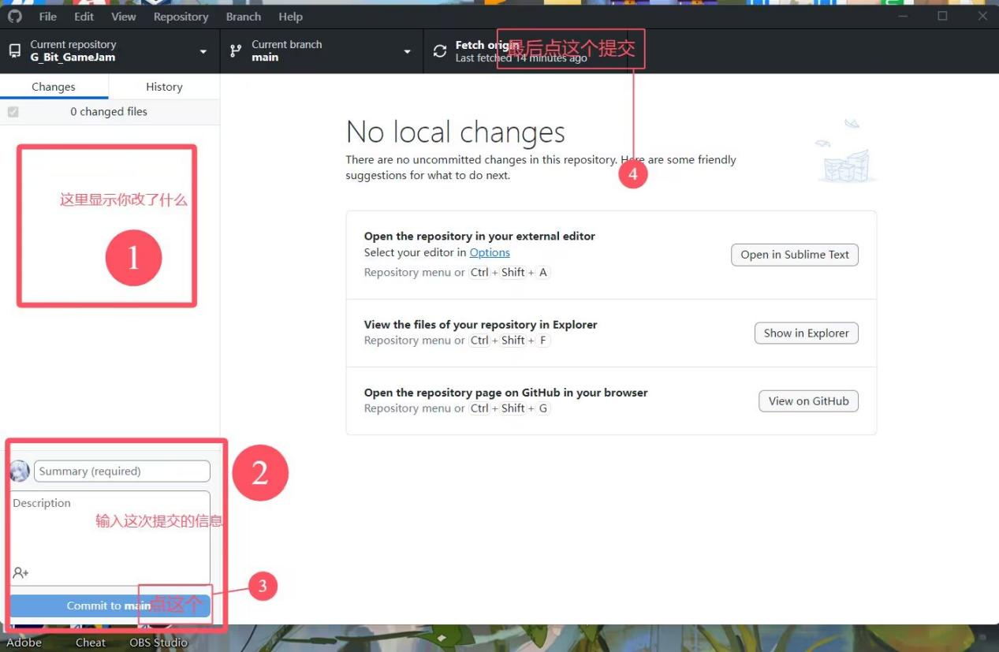 File Edit View Repository Branch Help
Current repository
G_Bit_GameJam
Current branch
main
Fetch origin
Last fetched 14 minutes ago
最后点这个提交
Changes History
0 changed files
这里显示你改了什么
1
No local changes
There are no uncommitted changes in this repository. Here are some friendly
suggestions for what to do next.
4
Open the repository in your external editor
Select your editor in Options
Repository menu or Ctrl + Shift + A
Open in Sublime Text
View the files of your repository in Explorer
Repository menu or Ctrl + Shift + F
Show in Explorer
Open the repository page on GitHub in your browser
Repository menu or Ctrl + Shift + G
View on GitHub
Summary (required)
2
Description
输入这次提交的信息
3
Commit to main
点这个
Adobe Cheat OBS Studio